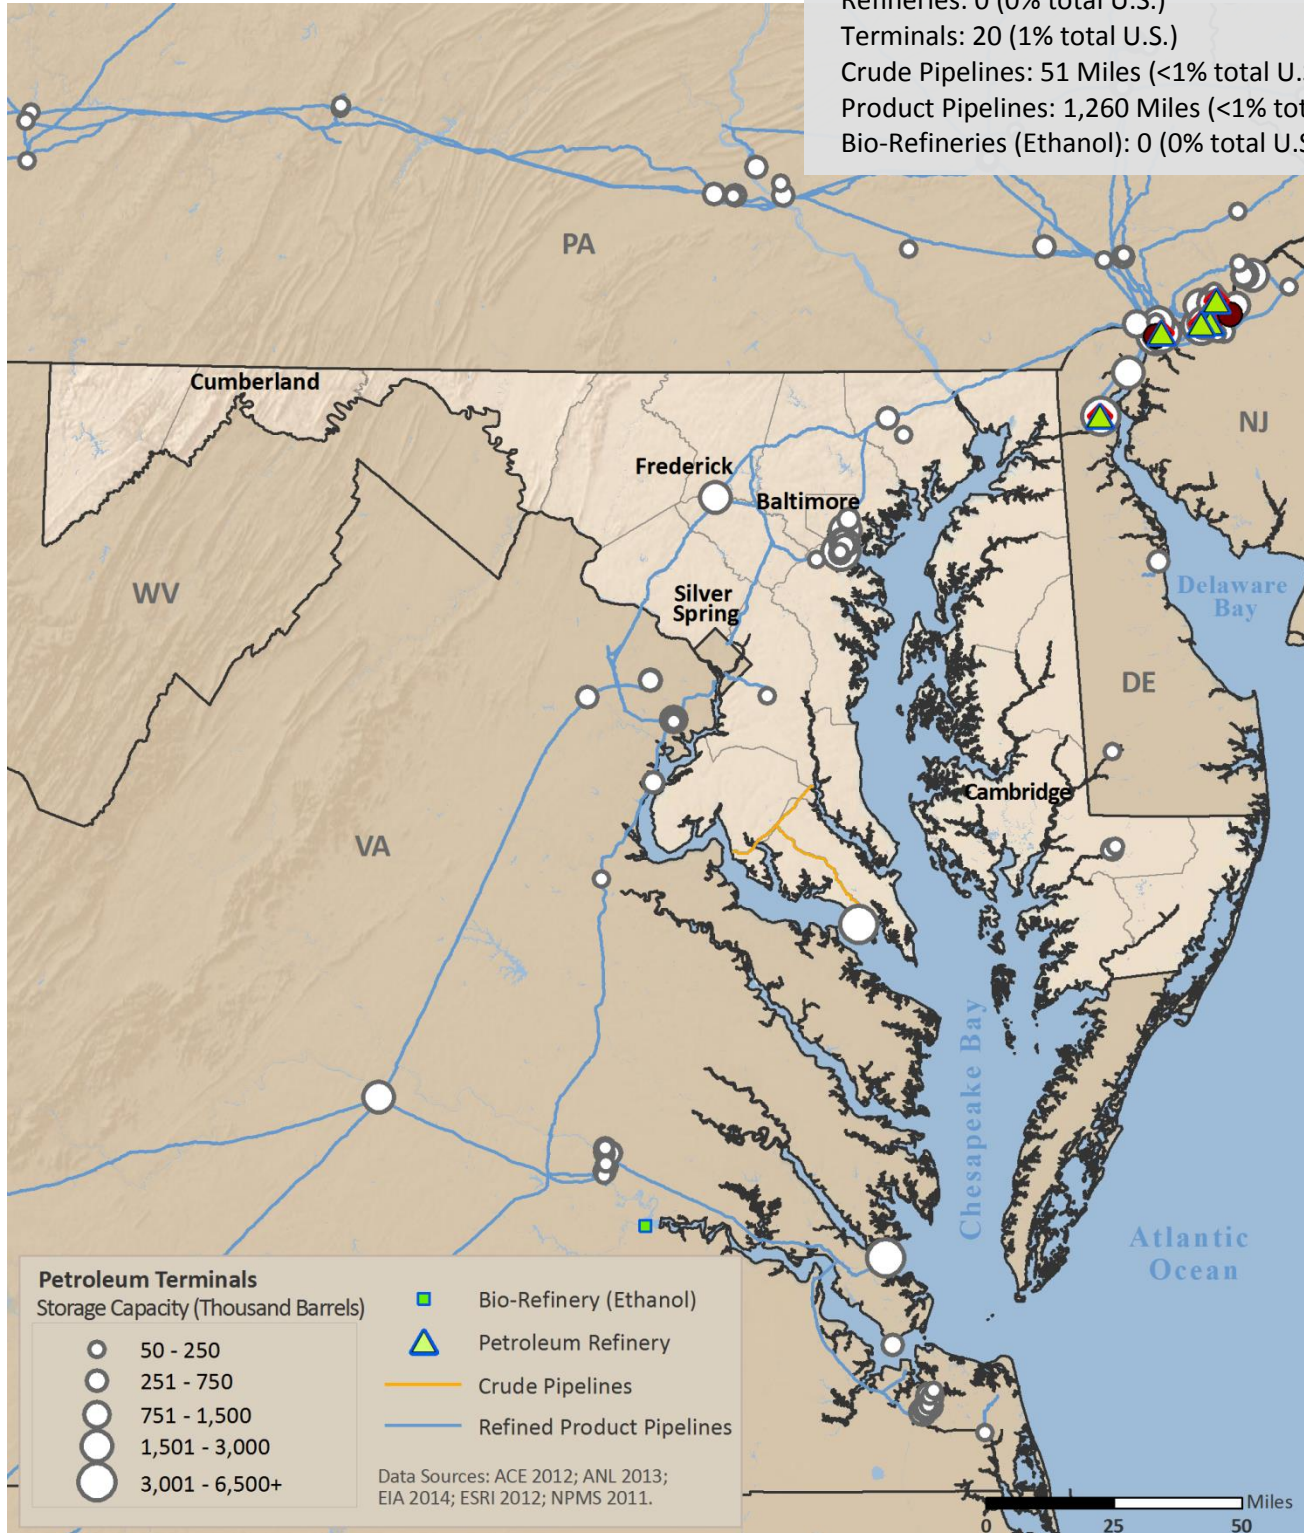 Refineries: 0 (0% total U.S.)
Terminals: 20 (1% total U.S.)
Crude Pipelines: 51 Miles (<1% total U.
Product Pipelines: 1,260 Miles (<1% tot
Bio-Refineries (Ethanol): 0 (0% total U.S
PA
Cumberland
NJ
Frederick
Baltimore
WV
Silver
Spring
Delaware
Bay
DE
Cambridge
VA
Chesapeake Bay
Atlantic
Ocean
Petroleum Terminals
Storage Capacity (Thousand Barrels)
50 - 250
251 - 750
751 - 1,500
1,501 - 3,000
3,001 - 6,500+
Bio-Refinery (Ethanol)
Petroleum Refinery
Crude Pipelines
Refined Product Pipelines
Data Sources: ACE 2012; ANL 2013;
EIA 2014; ESRI 2012; NPMS 2011.
Miles
0 25 50